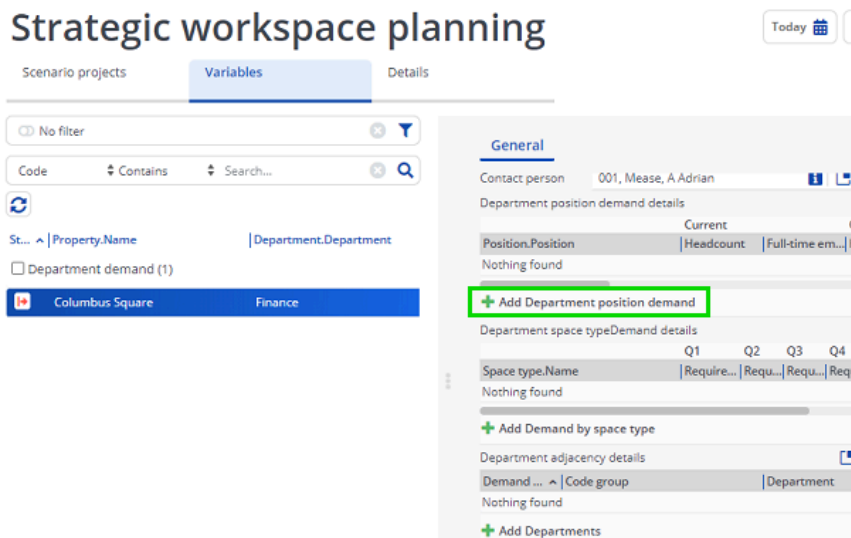 Strategic workspace planning
Today
Scenario projects Variables Details
No filter
Code Contains Search...
St... Property.Name Department.Department
Department demand (1)
Columbus Square Finance
General
Contact person 001, Mease, A Adrian
Department position demand details
Current
Position.Position Headcount Full-time em...
Nothing found
Add Department position demand
Department space typeDemand details
Q1 Q2 Q3 Q4
Space type.Name Require... Requ... Requ... Req
Nothing found
Add Demand by space type
Department adjacency details
Demand ... Code group Department
Nothing found
Add Departments